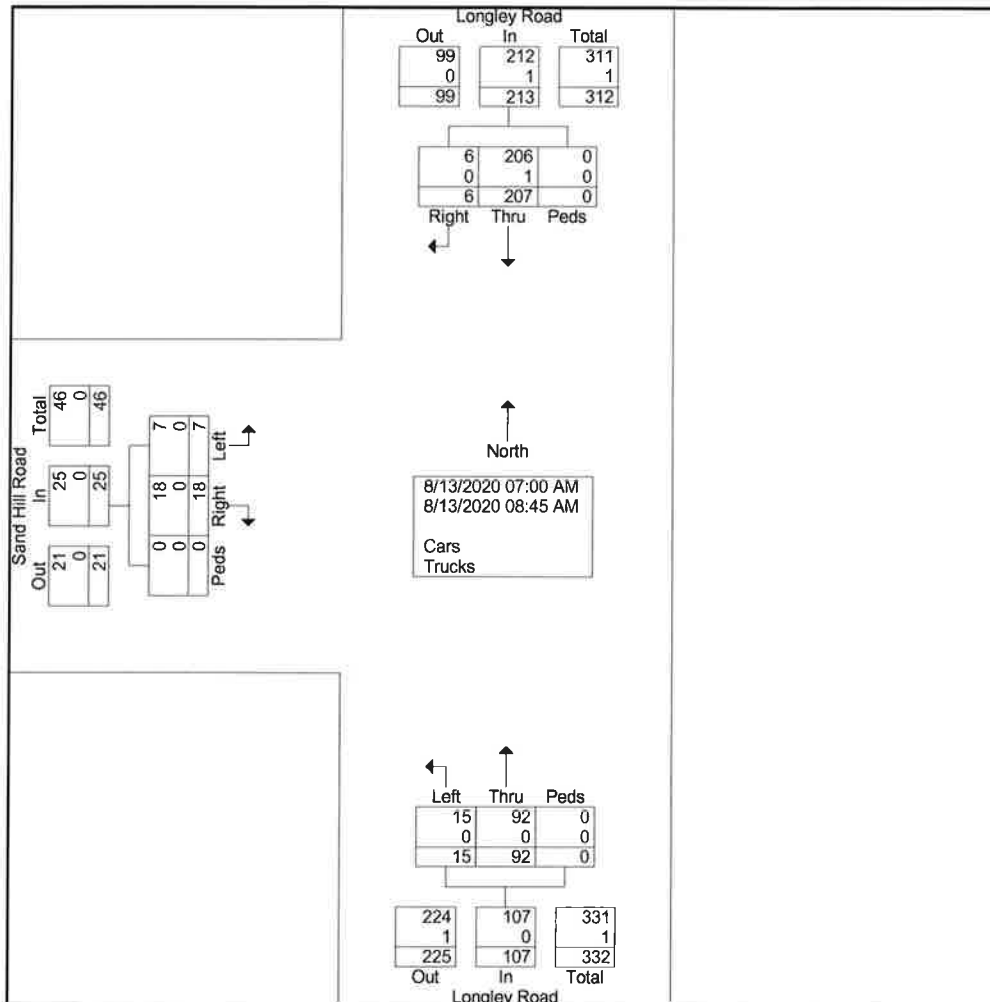 Longley Road
Out In Total
99 212 311
0 1 1
99 213 312
6 206 0
0 1 0
6 207 0
Right Thru Peds
Sand Hill Road
Out In Total
21 25 46
0 0 0
21 25 46
0 18 7
0 0 0
0 18 7
Peds Right Left
North
8/13/2020 07:00 AM
8/13/2020 08:45 AM
Cars
Trucks
Left Thru Peds
15 92 0
0 0 0
15 92 0
224 107 331
1 0 1
225 107 332
Out In Total
Longley Road